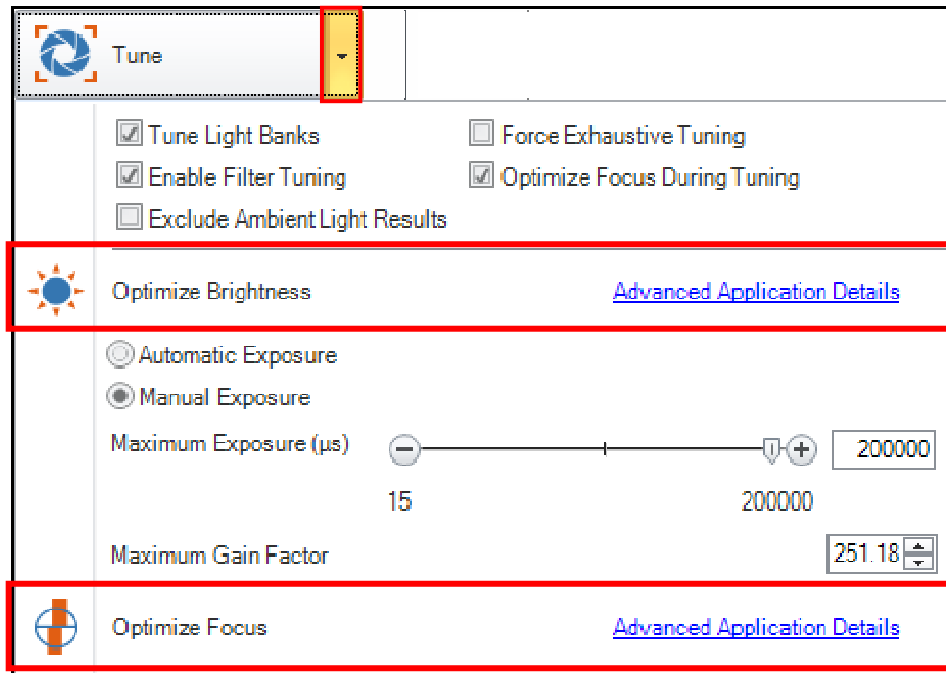 Tune
Tune Light Banks Force Exhaustive Tuning
Enable Filter Tuning Optimize Focus During Tuning
Exclude Ambient Light Results
Optimize Brightness Advanced Application Details
Automatic Exposure
Manual Exposure
Maximum Exposure (µs) 200000
15 200000
Maximum Gain Factor 251.18
Optimize Focus Advanced Application Details